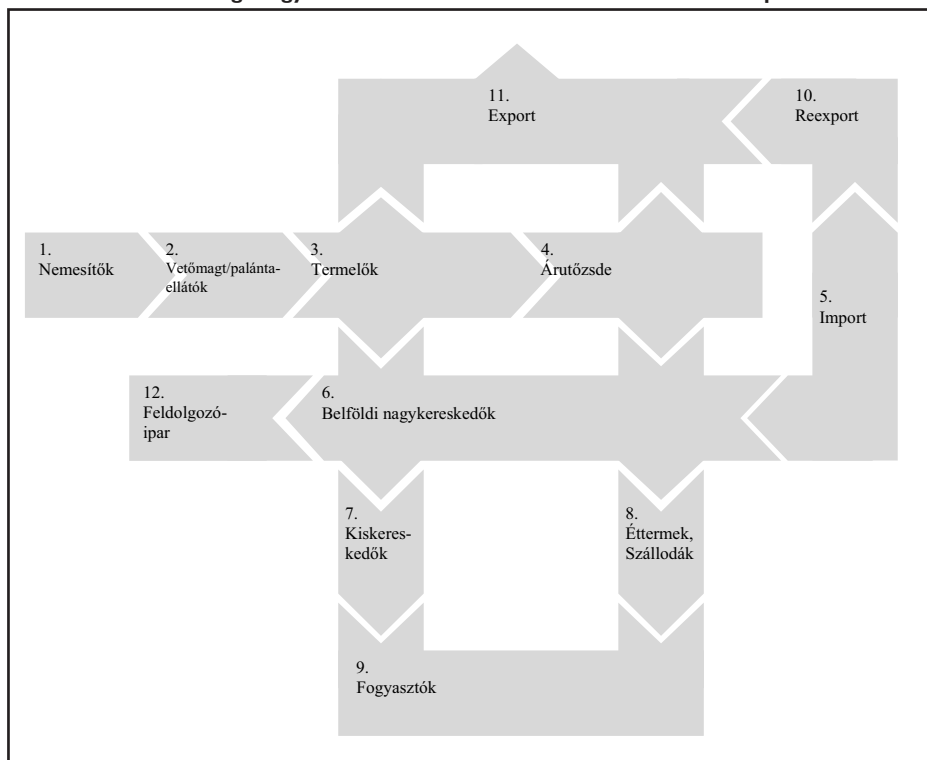 11.
Export
10.
Reexport
1.
Nemesítők
2.
Vetőmagt/palánta-
ellátók
3.
Termelők
4.
Árutőzsde
5.
Import
12.
Feldolgozó-
ipar
6.
Belföldi nagykereskedők
7.
Kiskeres-
kedők
8.
Éttermek,
Szállodák
9.
Fogyasztók